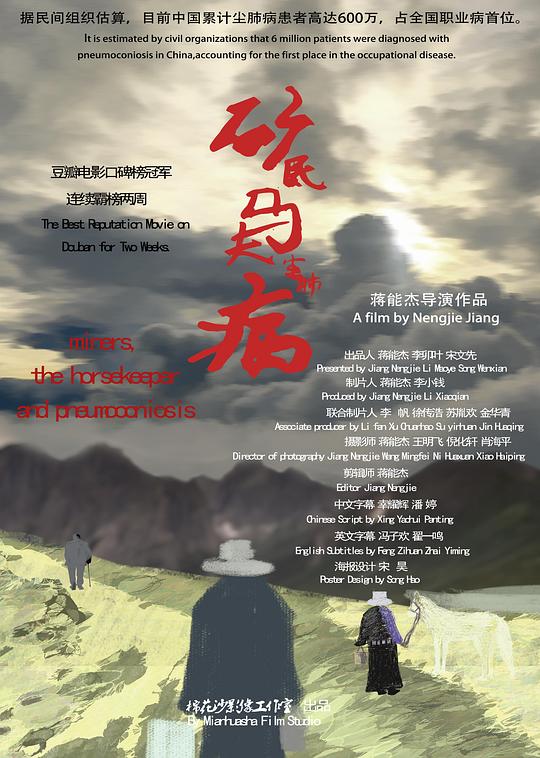 据民间组织估算，目前中国累计尘肺病患者高达600万，占全国职业病首位。
It is estimated by civil organizations that 6 million patients were diagnosed with
pneumoconiosis in China,accounting for the first place in the occupational disease.
矿民
马夫
尘肺
病
豆瓣电影口碑榜冠军
连续霸榜两周
The Best Reputation Movie on
Douban for Two Weeks.
miners,
the horsekeeper
and pneumoconiosis
蒋能杰导演作品
A film by Nengjie Jiang
出品人 蒋能杰 李卯叶 宋文先
Presented by Jiang Nengjie Li Maoye Song Wenxian
制片人 蒋能杰 李小钱
Produced by Jiang Nengjie Li Xiaoqian
联合制片人 李 帆 徐传浩 苏胤欢 金华青
Associate producer by Li fan Xu Chuanhao Su yinhuan Jin Huaqing
摄影师 蒋能杰 王明飞 倪化轩 肖海平
Director of photography Jiang Nengjie Wang Mingfei Ni Huaxuan Xiao Haiping
剪辑师 蒋能杰
Editor Jiang Nengjie
中文字幕 幸耀辉 潘 婷
Chinese Script by Xing Yaohui Panting
英文字幕 冯子欢 翟一鸣
English Subtitles by Feng Zihuan Zhai Yiming
海报设计 宋 昊
Poster Design by Song Hao
棉花沙影像工作室 出品
By Mianhuasha Film Studio